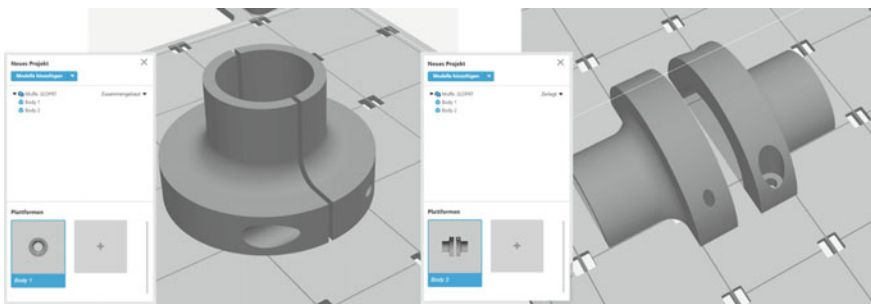 Neues Projekt
Modelle hinzufügen
Muffe .SLDPRT Zusammengebaut
Body 1
Body 2
Plattformen
Body 1
Neues Projekt
Modelle hinzufügen
Muffe .SLDPRT Zerlegt
Body 1
Body 2
Plattformen
Body 2